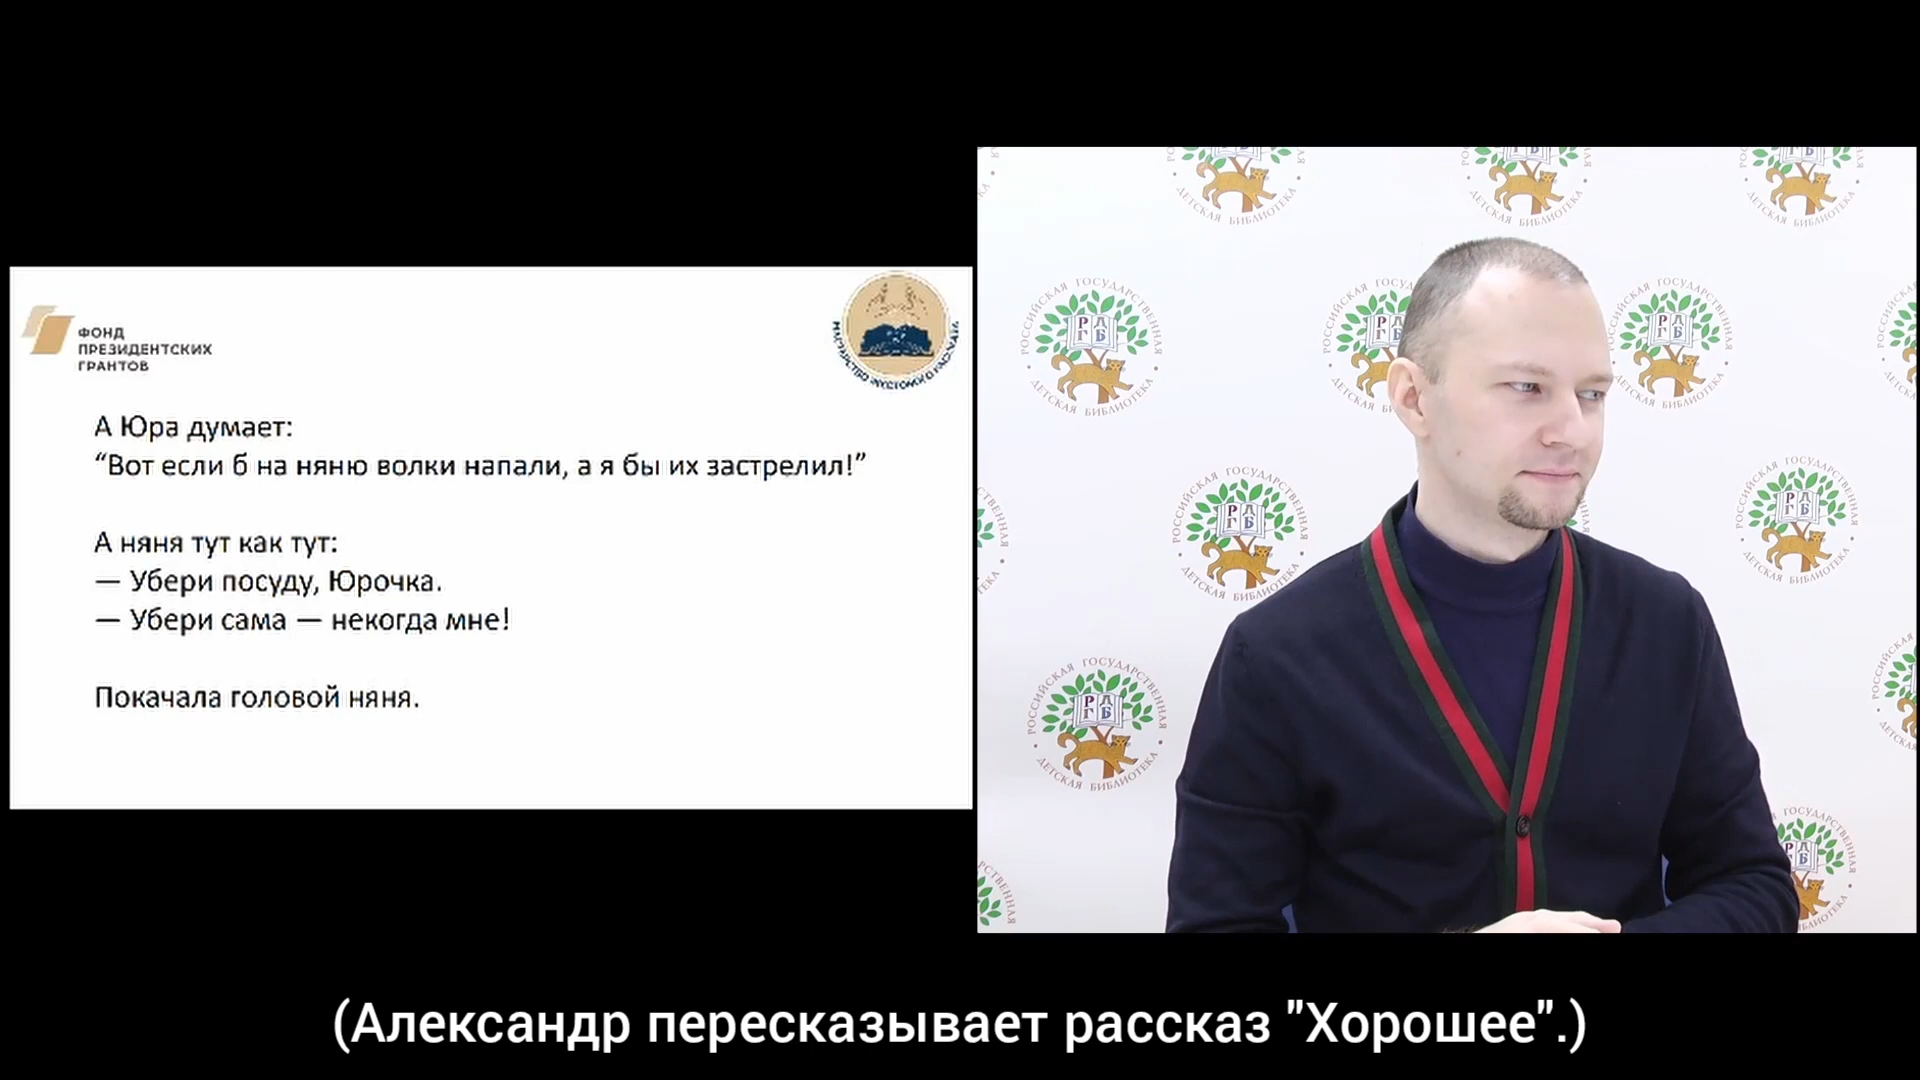 ФОНД
ПРЕЗИДЕНТСКИХ
ГРАНТОВ
А Юра думает:
“Вот если б на няню волки напали, а я бы их застрелил!”
А няня тут как тут:
— Убери посуду, Юрочка.
— Убери сама — некогда мне!
Покачала головой няня.
РОССИЙСКАЯ ГОСУДАРСТВЕННАЯ
РГДБ
ДЕТСКАЯ БИБЛИОТЕКА
(Александр пересказывает рассказ "Хорошее".)